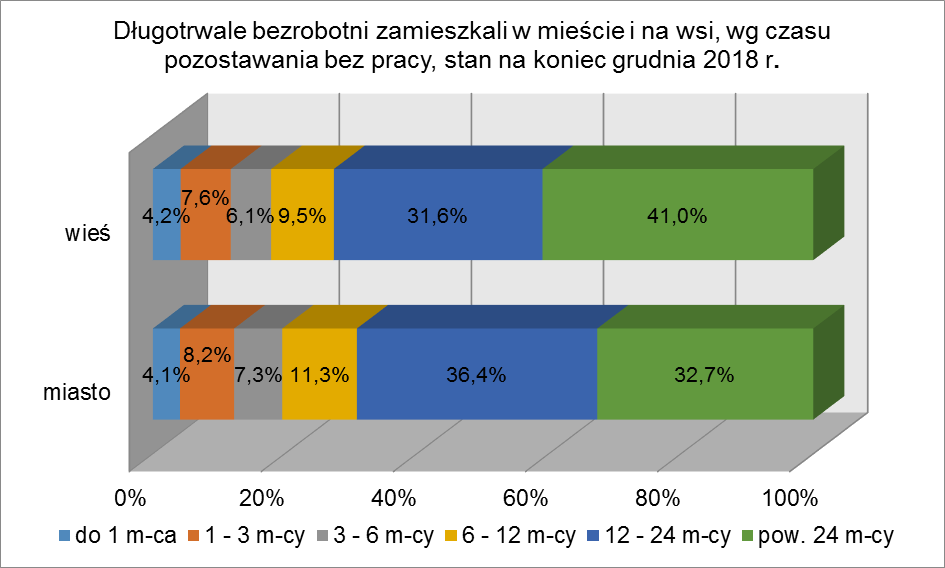 Długotrwale bezrobotni zamieszkali w mieście i na wsi, wg czasu
pozostawania bez pracy, stan na koniec grudnia 2018 r.
wieś
4,2%
7,6%
6,1%
9,5%
31,6%
41,0%
miasto
4,1%
8,2%
7,3%
11,3%
36,4%
32,7%
0% 20% 40% 60% 80% 100%
do 1 m-ca 1 - 3 m-cy 3 - 6 m-cy 6 - 12 m-cy 12 - 24 m-cy pow. 24 m-cy